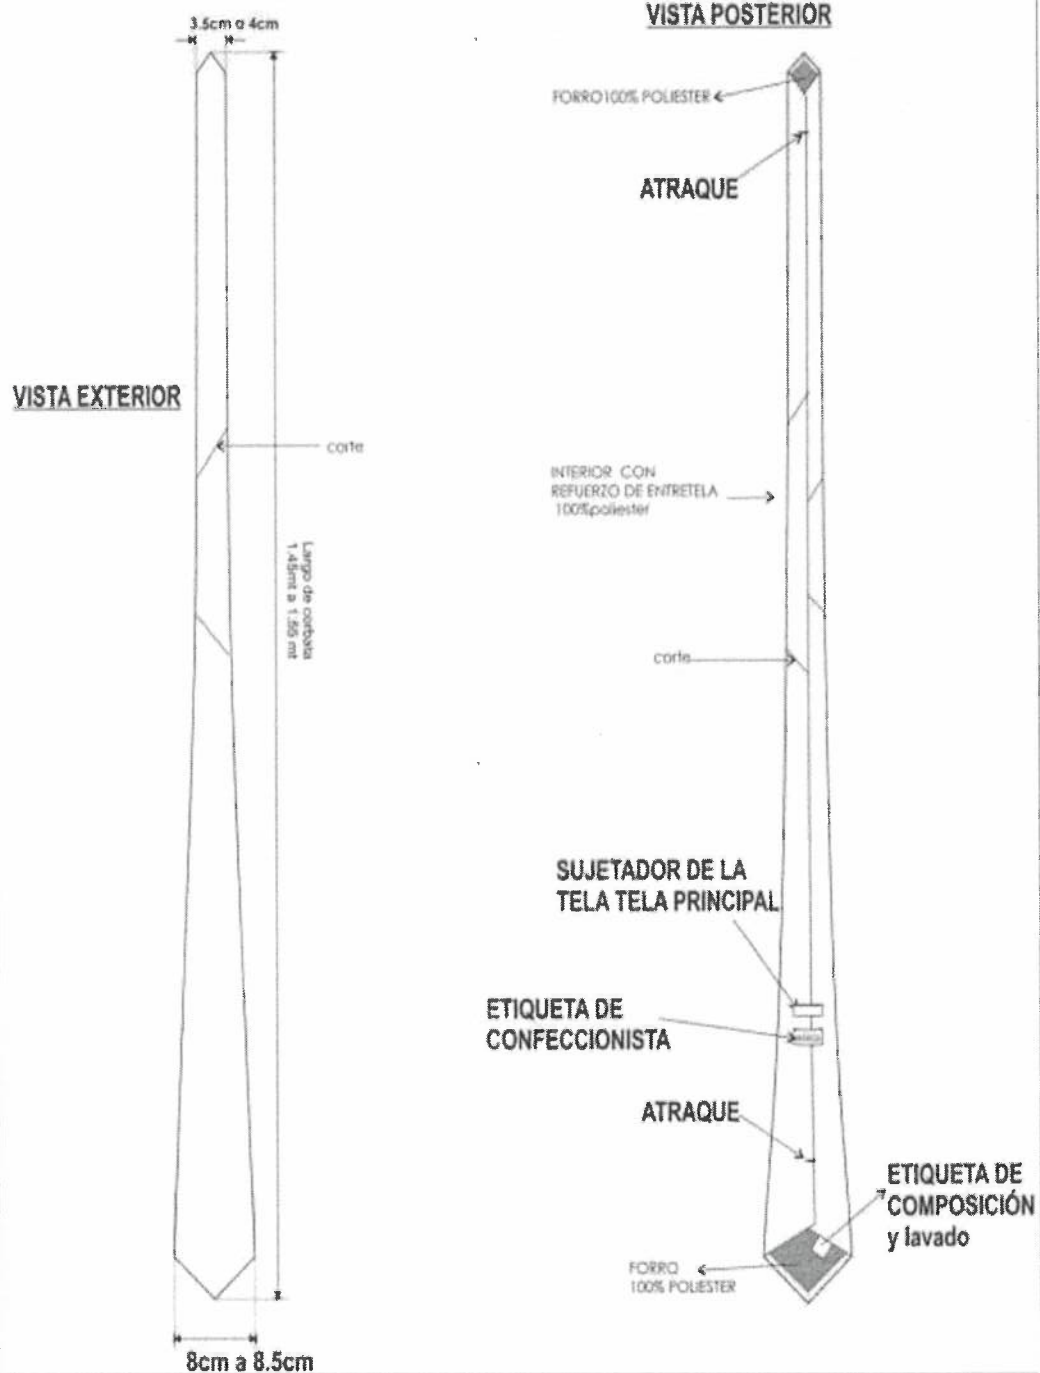 3.5cm a 4cm
VISTA EXTERIOR
corte
Largo de corbata
1.45mt a 1.55 mt
8cm a 8.5cm
VISTA POSTERIOR
FORRO100% POLIESTER
ATRAQUE
INTERIOR CON
REFUERZO DE ENTRETELA
100%poliester
corte
SUJETADOR DE LA
TELA TELA PRINCIPAL
ETIQUETA DE
CONFECCIONISTA
ATRAQUE
ETIQUETA DE
COMPOSICIÓN
y lavado
FORRO
100% POLIESTER